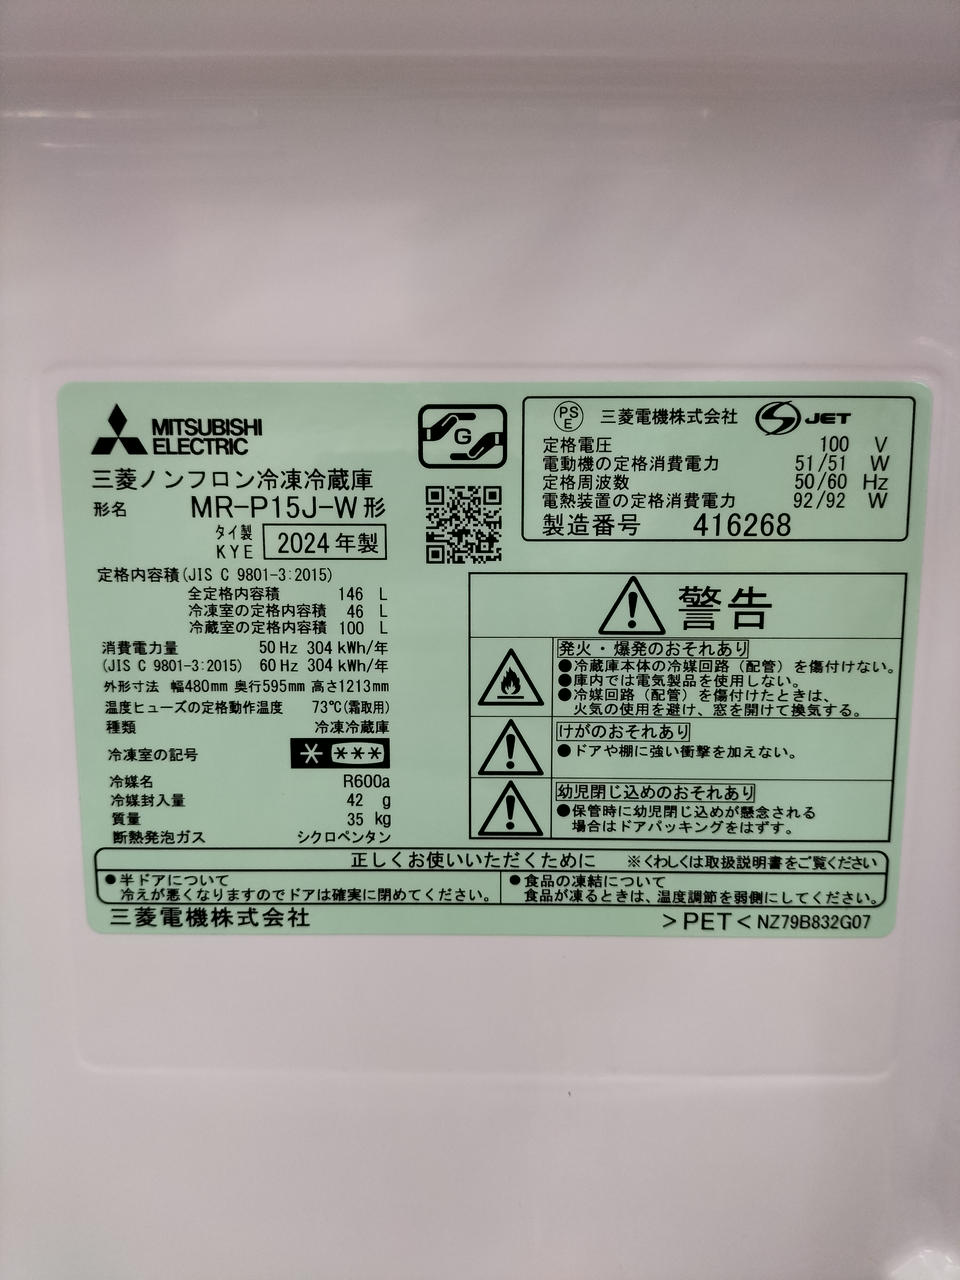 MITSUBISHI
ELECTRIC
三菱ノンフロン冷凍冷蔵庫
形名 MR-P15J-W形
タイ製
KYE 2024年製
定格内容積(JIS C 9801-3:2015)
全定格内容積 146 L
冷凍室の定格内容積 46 L
冷蔵室の定格内容積 100 L
消費電力量 50Hz 304kWh/年
(JIS C 9801-3:2015) 60Hz 304kWh/年
外形寸法 幅480mm 奥行595mm 高さ1213mm
温度ヒューズの定格動作温度 73℃(霜取用)
種類 冷凍冷蔵庫
冷凍室の記号
冷媒名 R600a
冷媒封入量 42 g
質量 35 kg
断熱発泡ガス シクロペンタン
G
PS
E
三菱電機株式会社 JET
定格電圧 100 V
電動機の定格消費電力 51/51 W
定格周波数 50/60 Hz
電熱装置の定格消費電力 92/92 W
製造番号 416268
警告
発火・爆発のおそれあり
●冷蔵庫本体の冷媒回路(配管)を傷付けない。
●庫内では電気製品を使用しない。
●冷媒回路(配管)を傷付けたときは、
火気の使用を避け、窓を開けて換気する。
けがのおそれあり
●ドアや棚に強い衝撃を加えない。
幼児閉じ込めのおそれあり
●保管時に幼児閉じ込めが懸念される
場合はドアパッキングをはずす。
正しくお使いいただくために ※くわしくは取扱説明書をご覧ください
●半ドアについて
冷えが悪くなりますのでドアは確実に閉めてください。
●食品の凍結について
食品が凍るときは、温度調節を弱側にしてください。
三菱電機株式会社
>PET< NZ79B832G07